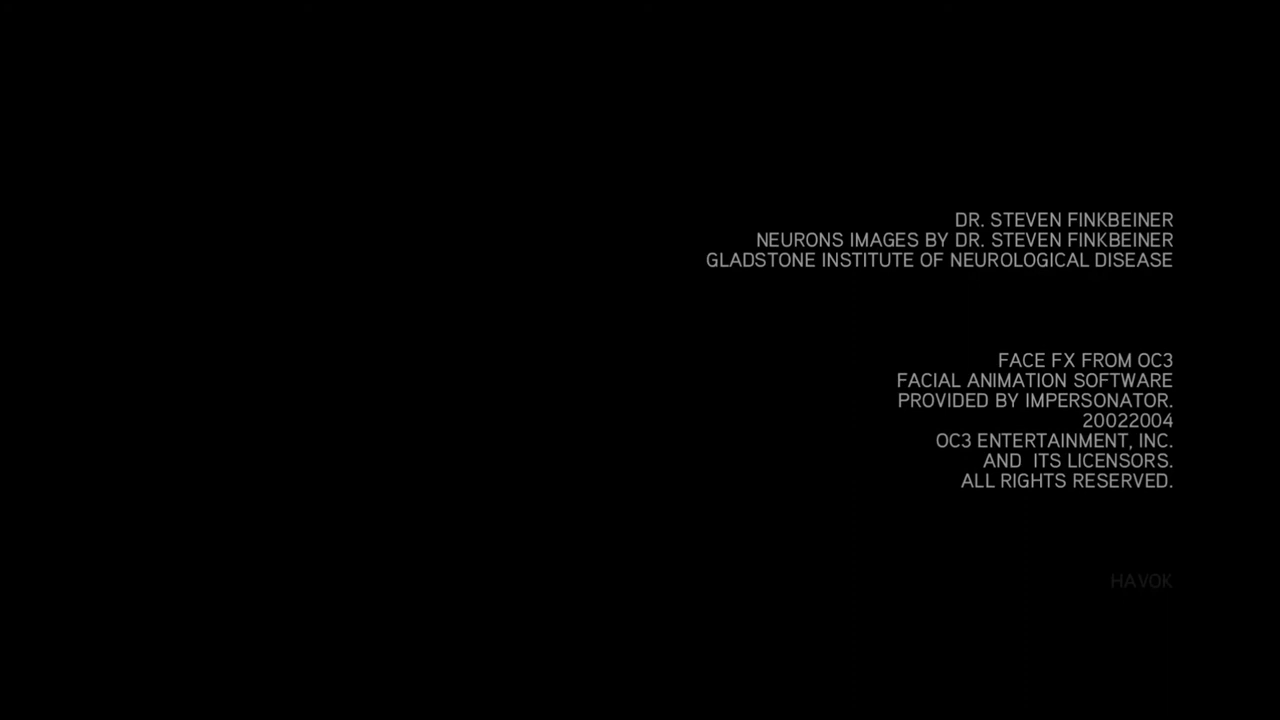 DR. STEVEN FINKBEINER
NEURONS IMAGES BY DR. STEVEN FINKBEINER
GLADSTONE INSTITUTE OF NEUROLOGICAL DISEASE
FACE FX FROM OC3
FACIAL ANIMATION SOFTWARE
PROVIDED BY IMPERSONATOR.
20022004
OC3 ENTERTAINMENT, INC.
AND  ITS LICENSORS.
ALL RIGHTS RESERVED.
HAVOK